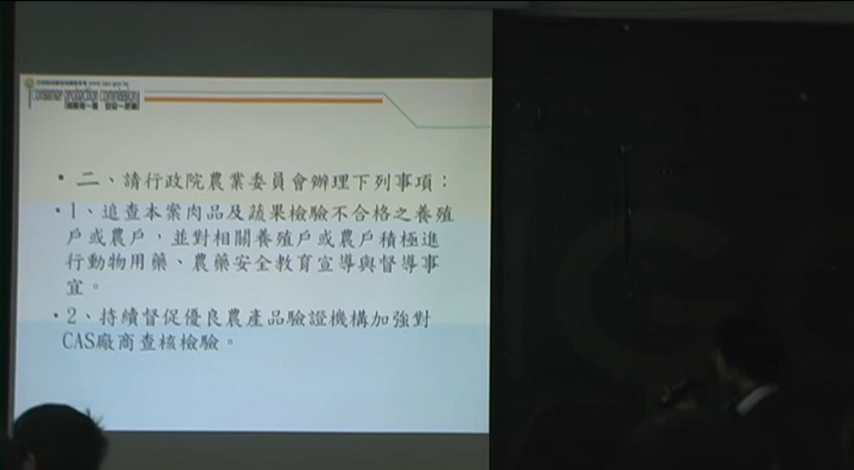 Consumer Protection Commission
• 二、請行政院農業委員會辦理下列事項：
• 1、追查本案肉品及蔬果檢驗不合格之養殖
戶或農戶，並對相關養殖戶或農戶積極進
行動物用藥、農藥安全教育宣導與督導事
宜。
• 2、持續督促優良農產品驗證機構加強對
CAS廠商查核檢驗。